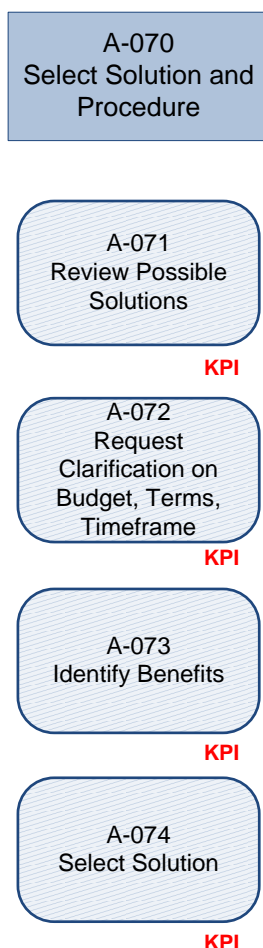 A-070
Select Solution and
Procedure
A-071
Review Possible
Solutions
KPI
A-072
Request
Clarification on
Budget, Terms,
Timeframe
KPI
A-073
Identify Benefits
KPI
A-074
Select Solution
KPI